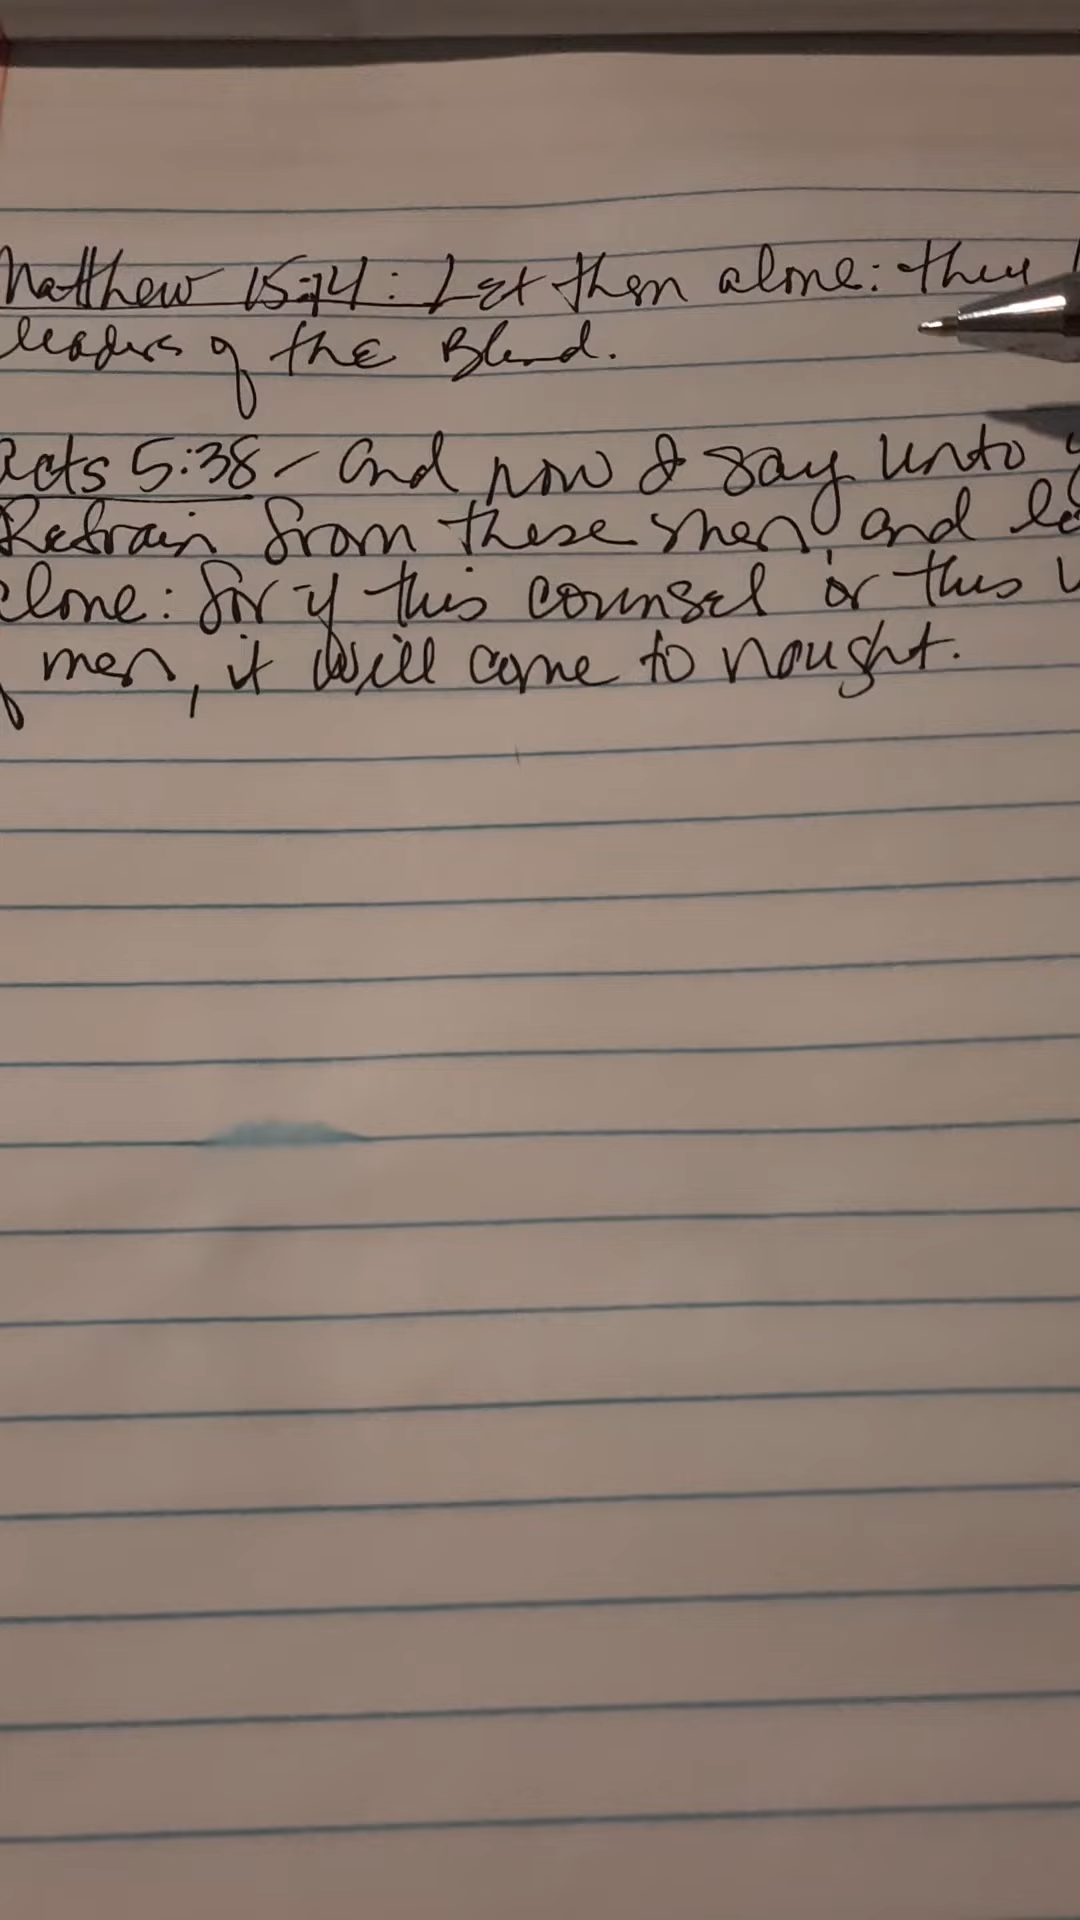 Matthew 15:14: Let them alone: they
leaders of the Blind.
Acts 5:38 - And now I say unto
Refrain from these men, and
alone: for if this counsel or this
of men, it will come to nought.